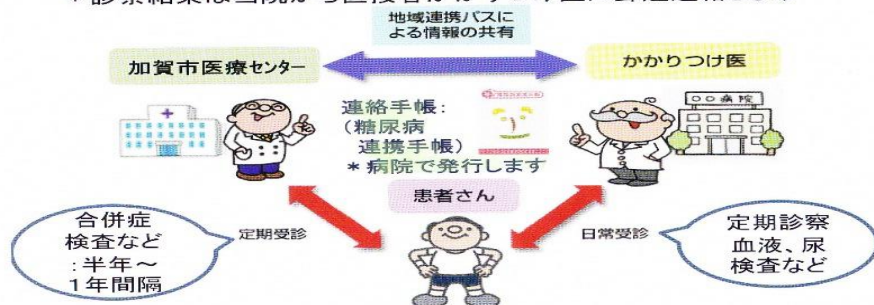 地域連携パスに
よる情報の共有
加賀市医療センター
かかりつけ医
〇〇病院
連絡手帳：
（糖尿病
連携手帳）
＊病院で発行します
患者さん
合併症
検査など
：半年～
1年間隔
定期受診
日常受診
定期診察
血液、尿
検査など